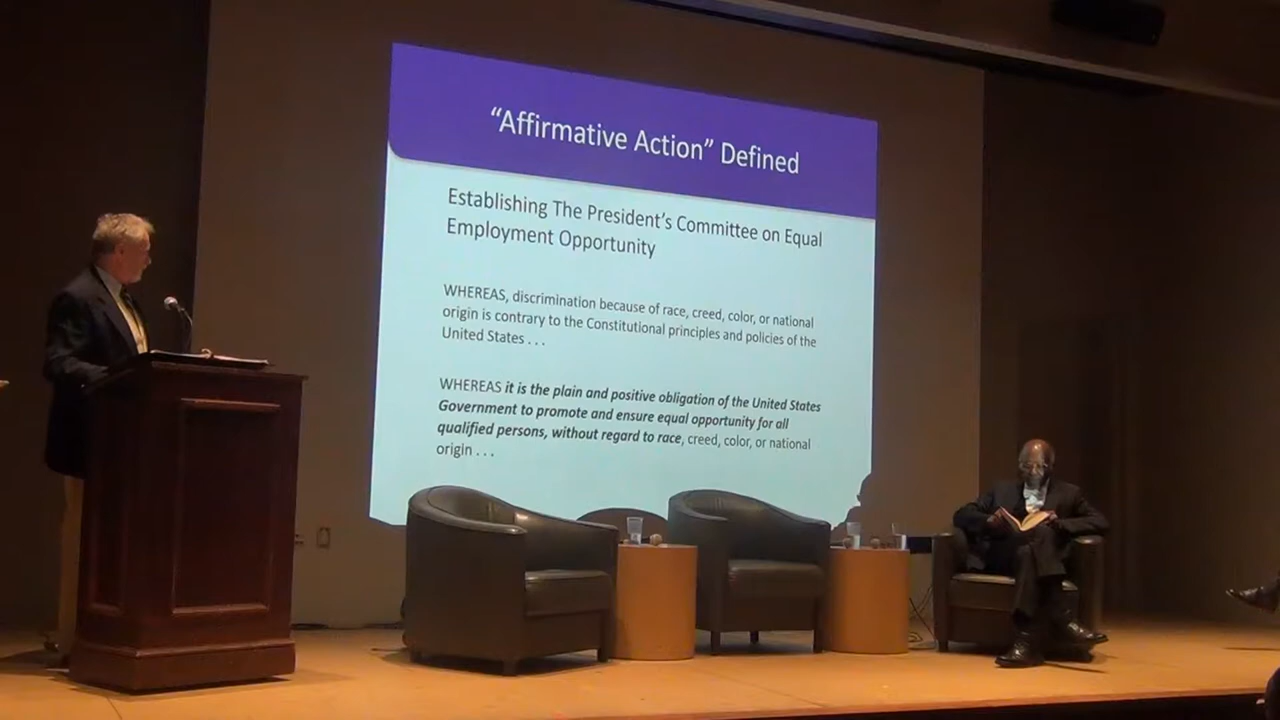 “Affirmative Action” Defined
Establishing The President’s Committee on Equal
Employment Opportunity
WHEREAS, discrimination because of race, creed, color, or national
origin is contrary to the Constitutional principles and policies of the
United States . . .
WHEREAS it is the plain and positive obligation of the United States
Government to promote and ensure equal opportunity for all
qualified persons, without regard to race, creed, color, or national
origin . . .